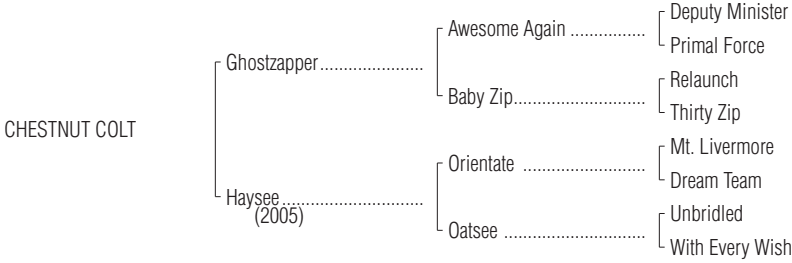 Deputy Minister
Awesome Again ................
Primal Force
Ghostzapper......................
Relaunch
Baby Zip............................
Thirty Zip
CHESTNUT COLT
Mt. Livermore
Orientate ..........................
Dream Team
Haysee..............................
(2005)
Unbridled
Oatsee ..............................
With Every Wish